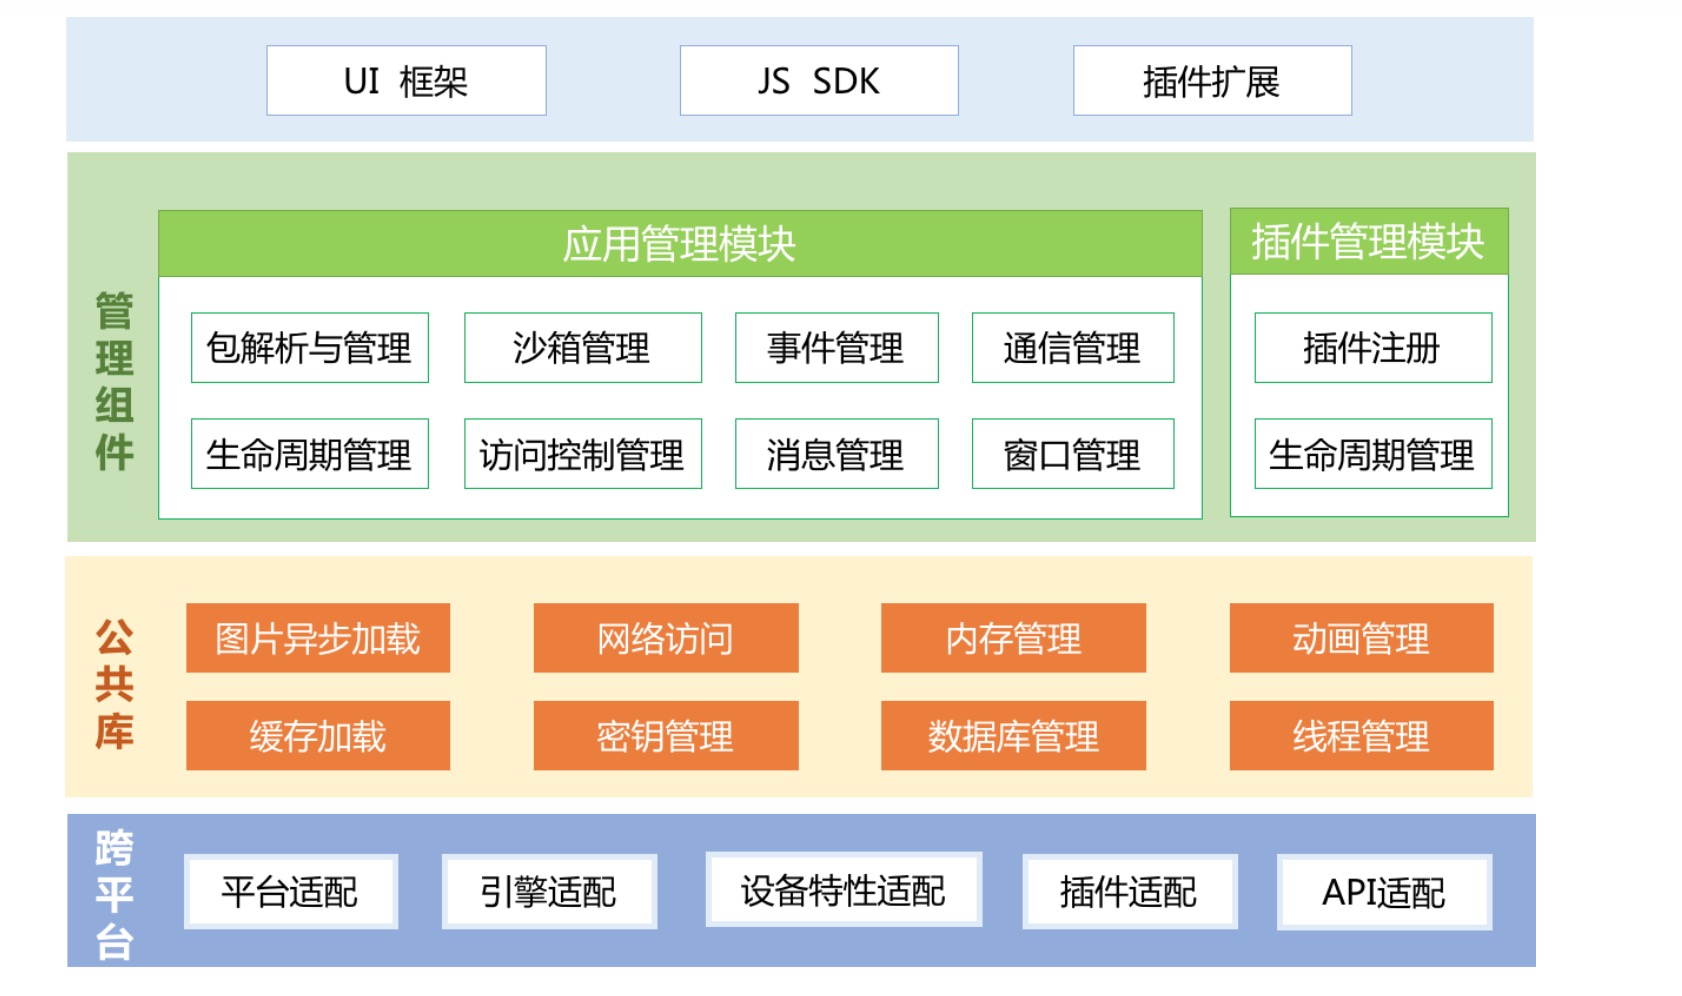 UI 框架
JS SDK
插件扩展
管理组件
应用管理模块
包解析与管理
沙箱管理
事件管理
通信管理
生命周期管理
访问控制管理
消息管理
窗口管理
插件管理模块
插件注册
生命周期管理
公共库
图片异步加载
网络访问
内存管理
动画管理
缓存加载
密钥管理
数据库管理
线程管理
跨平台
平台适配
引擎适配
设备特性适配
插件适配
API适配